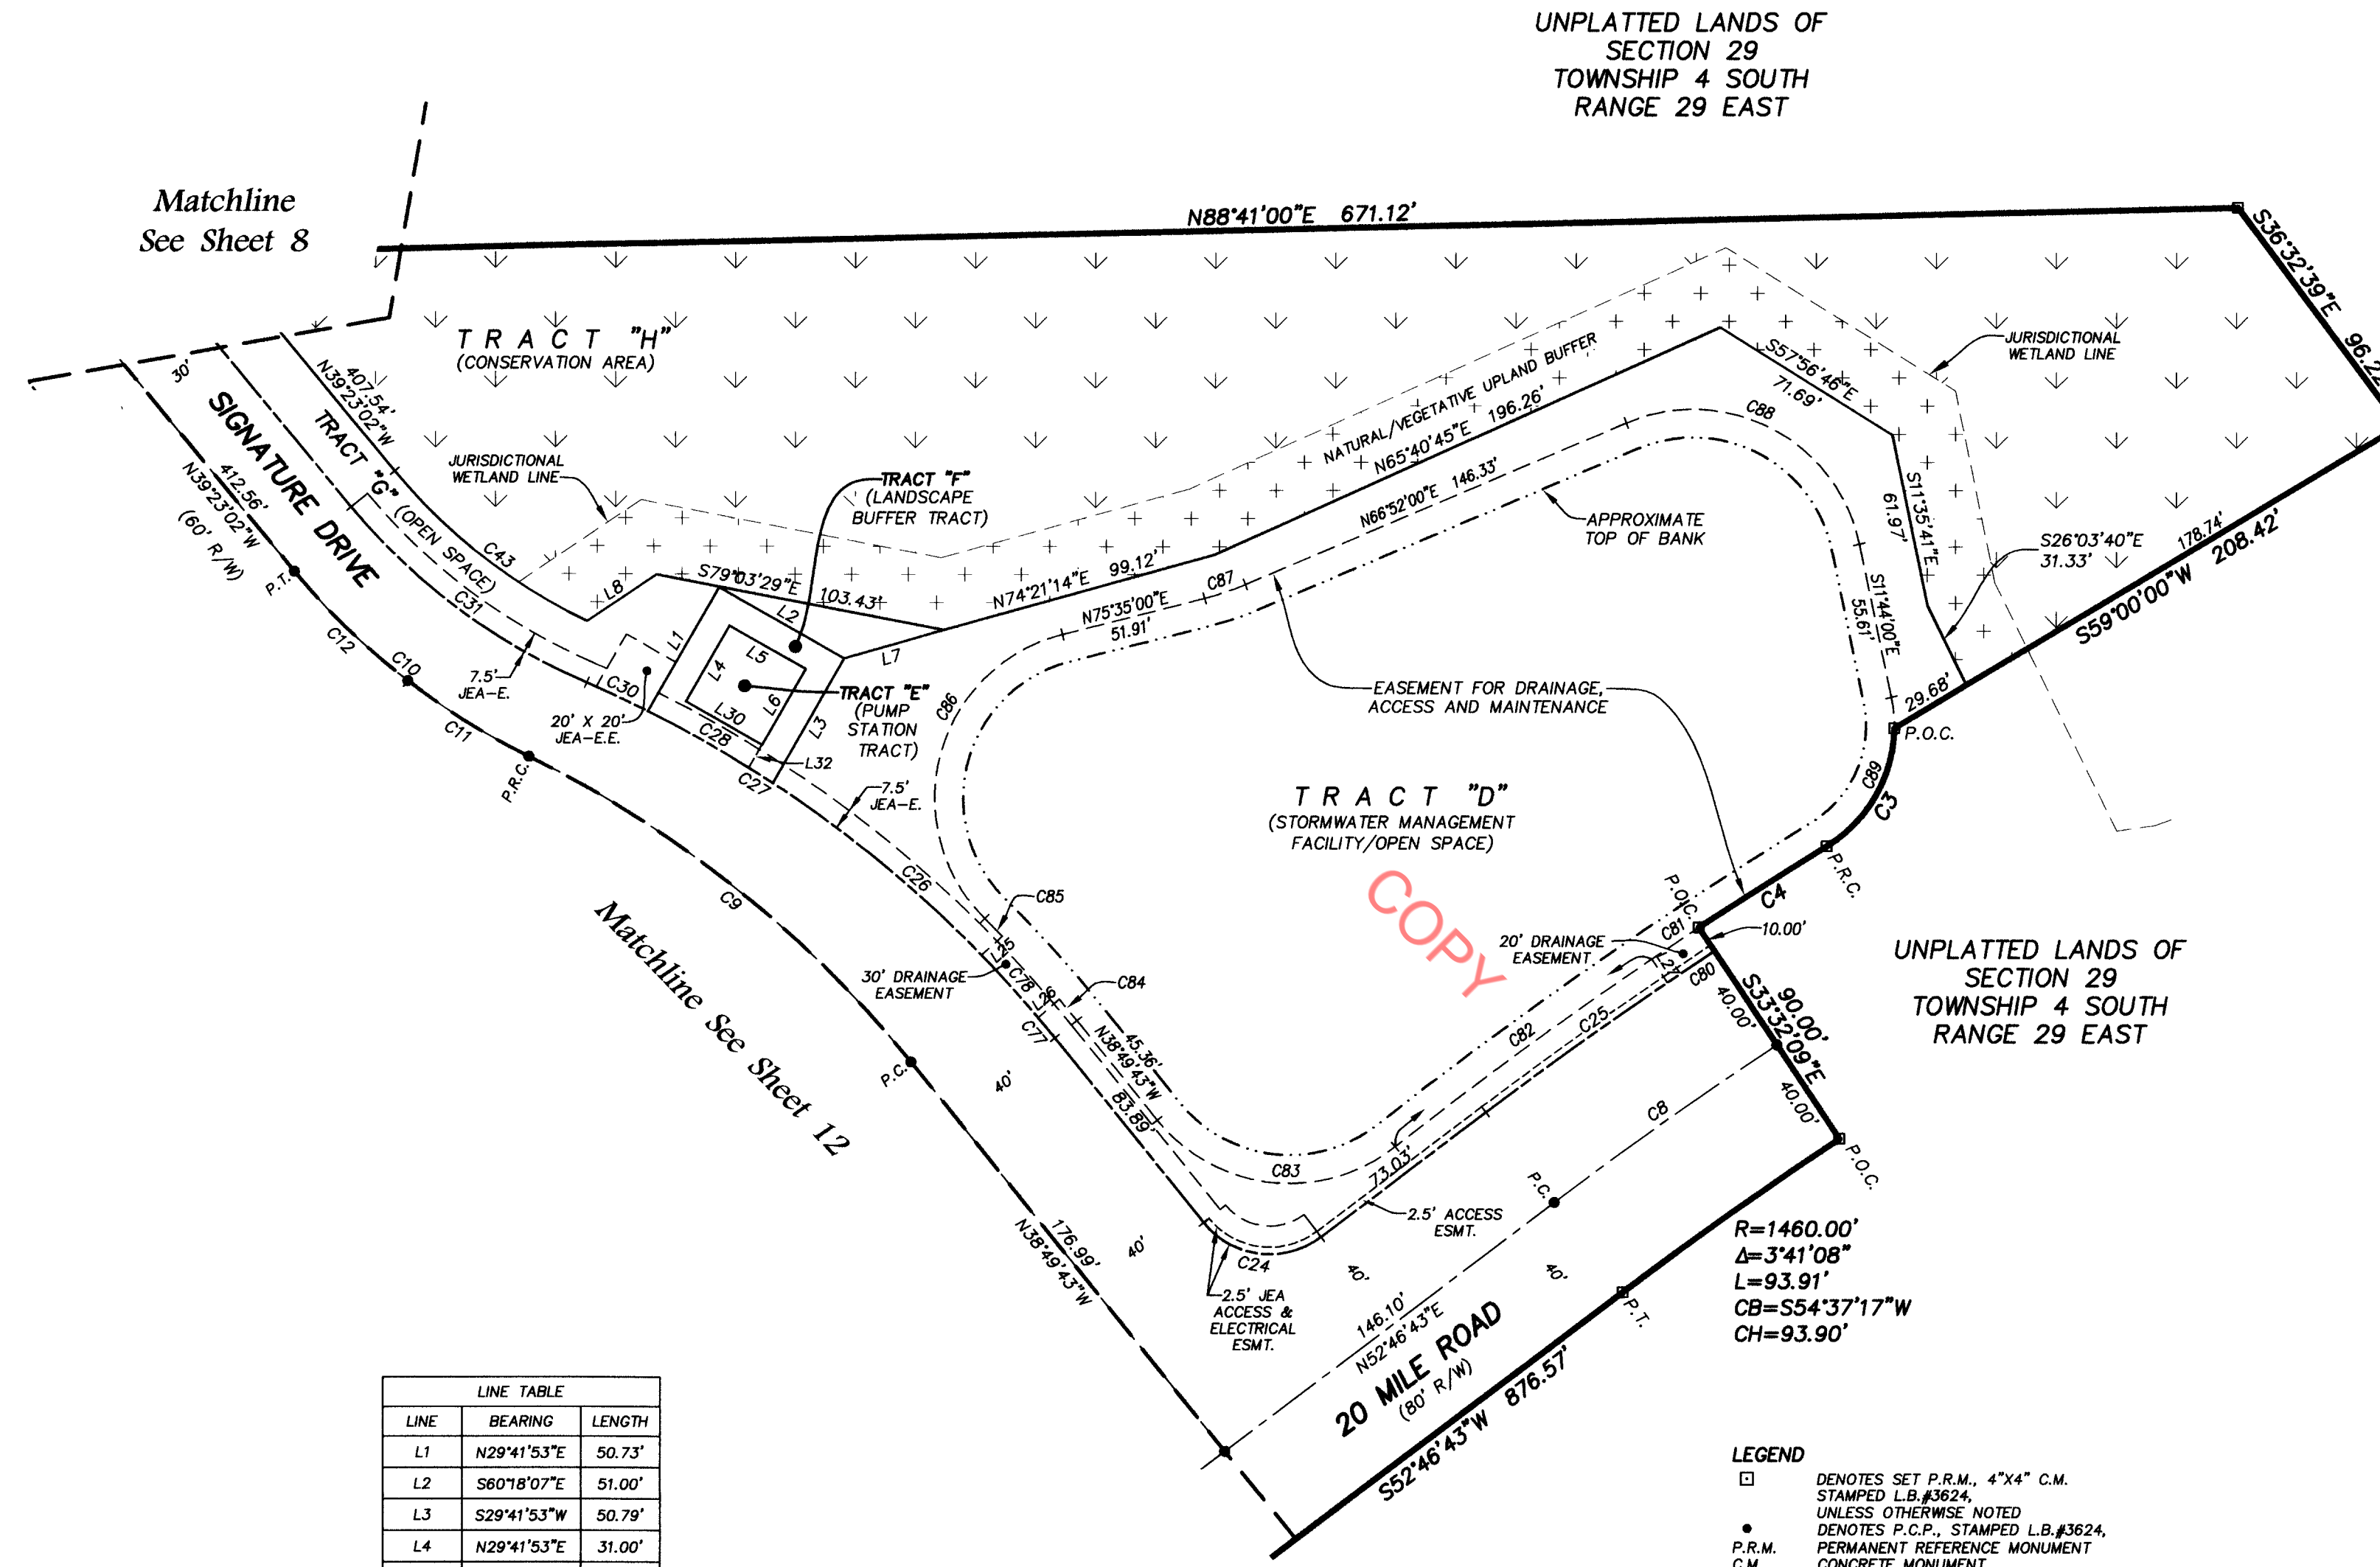 UNPLATTED LANDS OF
SECTION 29
TOWNSHIP 4 SOUTH
RANGE 29 EAST
Matchline
See Sheet 8
N88°41'00"E 671.12'
S36°32'39"E 96.22
TRACT "H"
(CONSERVATION AREA)
JURISDICTIONAL
WETLAND LINE
NATURAL/VEGETATIVE UPLAND BUFFER
N65°40'45"E 196.26'
S57°56'46"E
71.69'
C88
N66°52'00"E 146.33'
APPROXIMATE
TOP OF BANK
S11°35'41"E
61.97'
S26°03'40"E
31.33'
178.74'
S59°00'00"W 208.42'
30'
SIGNATURE DRIVE
407.54'
N39°23'02"W
TRACT "G" (OPEN SPACE)
412.56'
N39°23'02"W
(60' R/W)
P.T.
JURISDICTIONAL
WETLAND LINE
C43
C31
L8
S79°03'29"E 103.43'
TRACT "F"
(LANDSCAPE
BUFFER TRACT)
N74°21'14"E 99.12'
C87
N75°35'00"E
51.91'
S11°44'00"E
55.61'
L1
L2
L4
L5
L6
L7
L3
L30
TRACT "E"
(PUMP
STATION
TRACT)
C12
C10
C11
7.5'
JEA-E.
C30
20' X 20'
JEA-E.E.
C28
L32
C27
P.R.C.
7.5'
JEA-E.
C86
EASEMENT FOR DRAINAGE,
ACCESS AND MAINTENANCE
29.68'
P.O.C.
C89
C3
P.R.C.
TRACT "D"
(STORMWATER MANAGEMENT
FACILITY/OPEN SPACE)
COPY
C9
C26
C85
P.O.C.
C4
10.00'
C81
20' DRAINAGE
EASEMENT
C80
30' DRAINAGE
EASEMENT
C78
C84
C77
Matchline See Sheet 12
P.C.
40'
45.36'
N38°49'43"W
83.89'
C82
C25
40.00'
90.00'
S33°32'09"E
40.00'
UNPLATTED LANDS OF
SECTION 29
TOWNSHIP 4 SOUTH
RANGE 29 EAST
C8
P.O.C.
C83
73.03'
P.C.
2.5' ACCESS
ESMT.
C24
2.5' JEA
ACCESS &
ELECTRICAL
ESMT.
176.99'
N38°49'43"W
40'
40'
40'
R=1460.00'
Δ=3°41'08"
L=93.91'
CB=S54°37'17"W
CH=93.90'
P.T.
146.10'
N52°46'43"E
20 MILE ROAD
(80' R/W)
S52°46'43"W 876.57'
LINE TABLE
LINE BEARING LENGTH
L1 N29°41'53"E 50.73'
L2 S60°18'07"E 51.00'
L3 S29°41'53"W 50.79'
L4 N29°41'53"E 31.00'
LEGEND
DENOTES SET P.R.M., 4"X4" C.M.
STAMPED L.B.#3624,
UNLESS OTHERWISE NOTED
DENOTES P.C.P., STAMPED L.B.#3624,
P.R.M. PERMANENT REFERENCE MONUMENT
C.M. CONCRETE MONUMENT